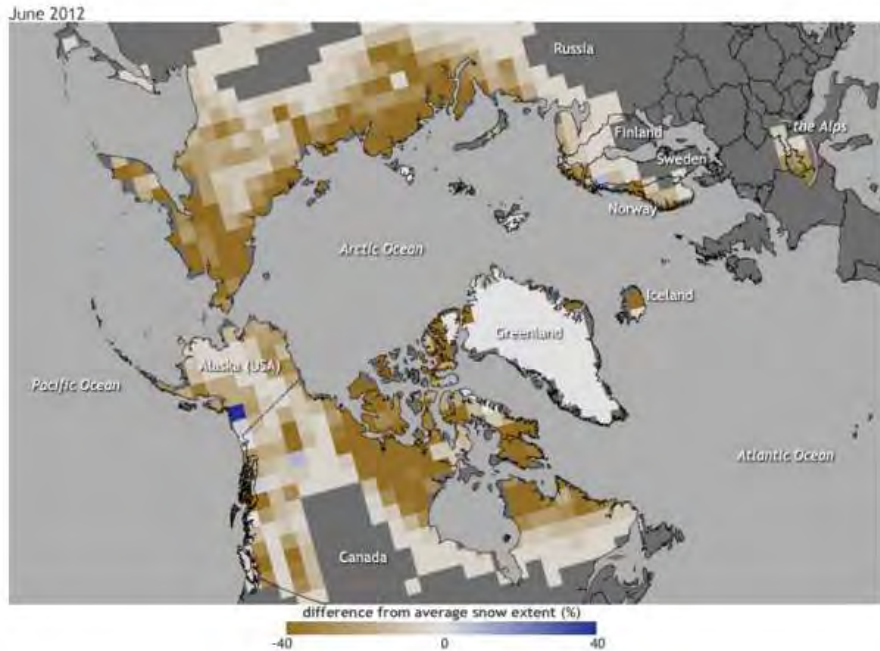 June 2012
Russia
the Alps
Finland
Sweden
Norway
Arctic Ocean
Iceland
Greenland
Alaska (USA)
Pacific Ocean
Atlantic Ocean
Canada
difference from average snow extent (%)
-40 0 40